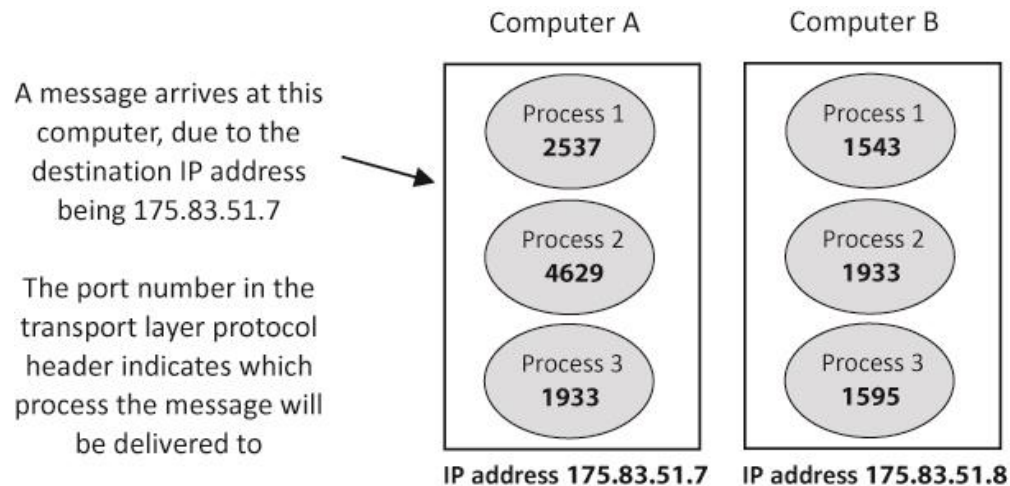 Computer A
Computer B
A message arrives at this
computer, due to the
destination IP address
being 175.83.51.7
The port number in the
transport layer protocol
header indicates which
process the message will
be delivered to
Process 1
2537
Process 2
4629
Process 3
1933
IP address 175.83.51.7
Process 1
1543
Process 2
1933
Process 3
1595
IP address 175.83.51.8